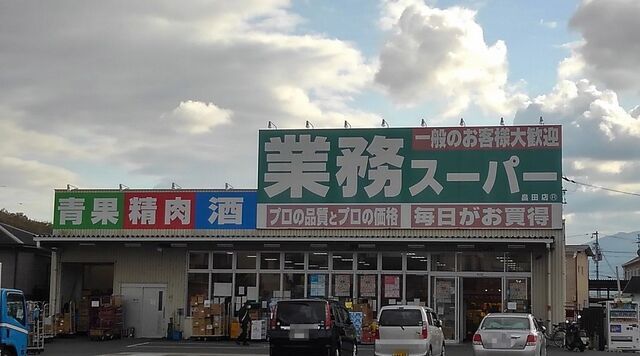 一般のお客様大歓迎
業務スーパー
畠田店
青果 精肉 酒
プロの品質とプロの価格 毎日がお買得